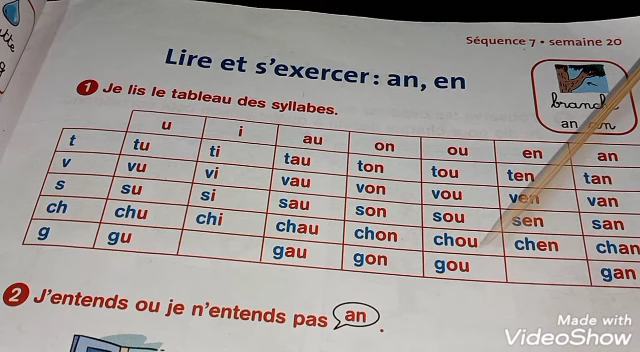 Séquence 7 • semaine 20
Lire et s'exercer : an, en
branche
an en
1 Je lis le tableau des syllabes.
u i au on ou en an
t tu ti tau ton tou ten tan
v vu vi vau von vou ven van
s su si sau son sou sen san
ch chu chi chau chon chou chen chan
g gu gau gon gou gan
2 J'entends ou je n'entends pas an .
Made with
VideoShow